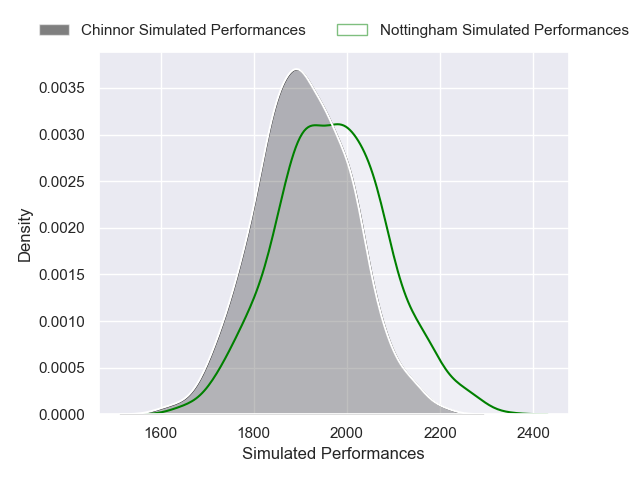 Chinnor Simulated Performances Nottingham Simulated Performances
0.0035
0.0030
0.0025
0.0020
0.0015
0.0010
0.0005
0.0000
Density
1600 1800 2000 2200 2400
Simulated Performances